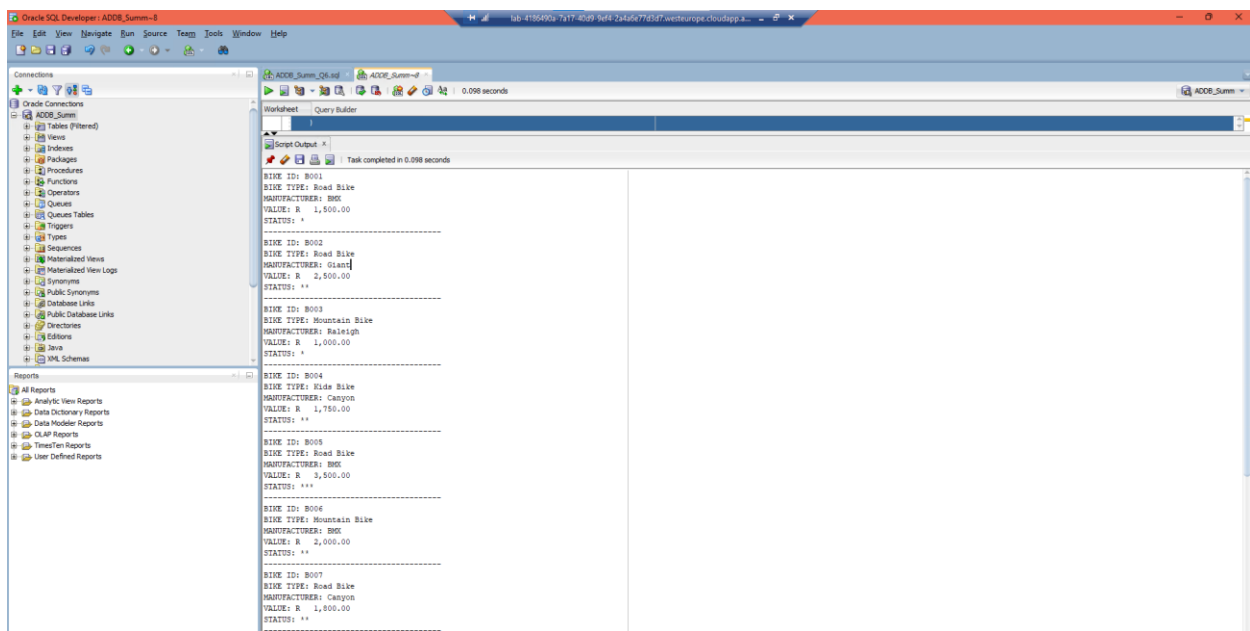 Oracle SQL Developer : ADDB_Summ~8
lab-4186490a-7a17-40d9-9ef4-2a4a6e77d3d7.westeurope.cloudapp.a...
File Edit View Navigate Run Source Team Tools Window Help
Connections
Oracle Connections
ADDB_Summ
Tables (Filtered)
Views
Indexes
Packages
Procedures
Functions
Operators
Queues
Queues Tables
Triggers
Types
Sequences
Materialized Views
Materialized View Logs
Synonyms
Public Synonyms
Database Links
Public Database Links
Directories
Editions
Java
XML Schemas
Reports
All Reports
Analytic View Reports
Data Dictionary Reports
Data Modeler Reports
OLAP Reports
TimesTen Reports
User Defined Reports
ADDB_Summ_Q6.sql ADDB_Summ~8
0.098 seconds
ADDB_Summ
Worksheet Query Builder
Script Output x
Task completed in 0.098 seconds
BIKE ID: B001
BIKE TYPE: Road Bike
MANUFACTURER: BMX
VALUE: R 1,500.00
STATUS: *
----------------------------------------
BIKE ID: B002
BIKE TYPE: Road Bike
MANUFACTURER: Giant
VALUE: R 2,500.00
STATUS: **
----------------------------------------
BIKE ID: B003
BIKE TYPE: Mountain Bike
MANUFACTURER: Raleigh
VALUE: R 1,000.00
STATUS: *
----------------------------------------
BIKE ID: B004
BIKE TYPE: Kids Bike
MANUFACTURER: Canyon
VALUE: R 1,750.00
STATUS: **
----------------------------------------
BIKE ID: B005
BIKE TYPE: Road Bike
MANUFACTURER: BMX
VALUE: R 3,500.00
STATUS: ***
----------------------------------------
BIKE ID: B006
BIKE TYPE: Mountain Bike
MANUFACTURER: BMX
VALUE: R 2,000.00
STATUS: **
----------------------------------------
BIKE ID: B007
BIKE TYPE: Road Bike
MANUFACTURER: Canyon
VALUE: R 1,800.00
STATUS: **
----------------------------------------